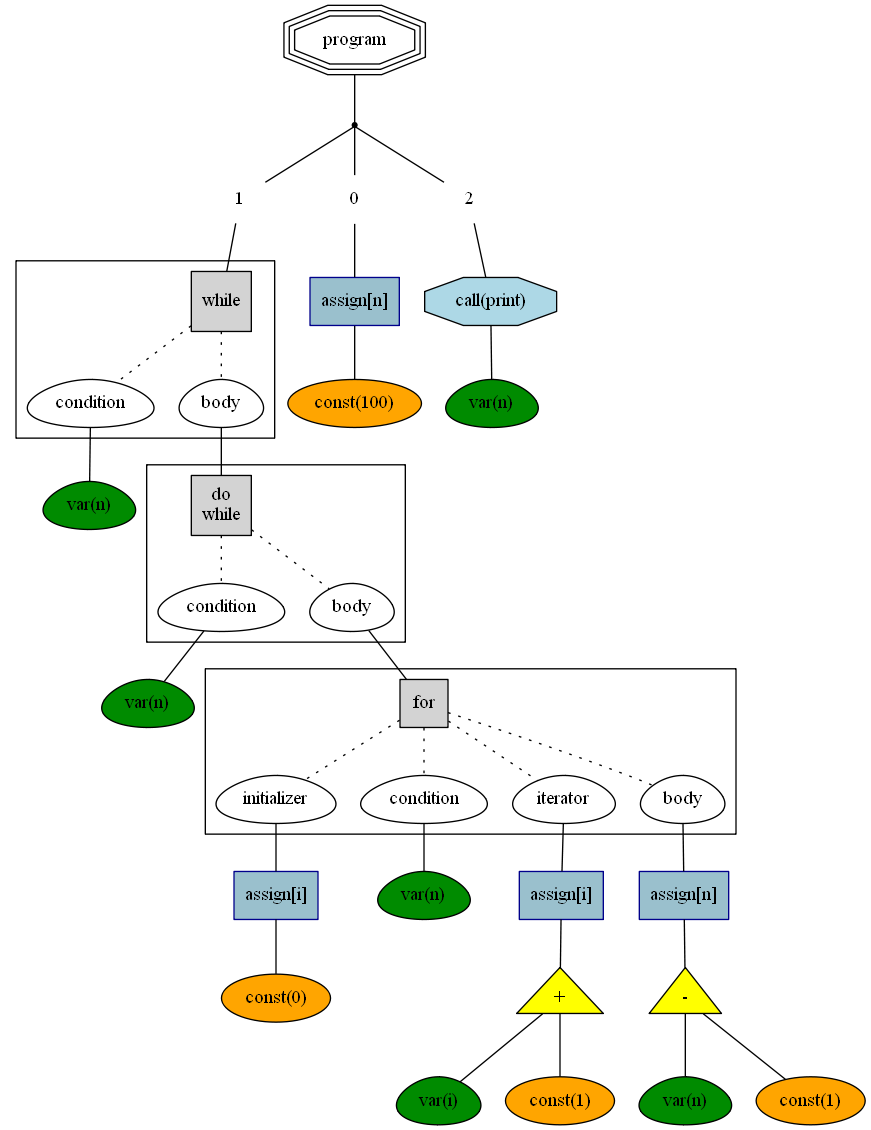 program
1
0
2
while
assign[n]
call(print)
condition
body
const(100)
var(n)
var(n)
do
while
condition
body
var(n)
for
initializer
condition
iterator
body
assign[i]
var(n)
assign[i]
assign[n]
const(0)
+
-
var(i)
const(1)
var(n)
const(1)